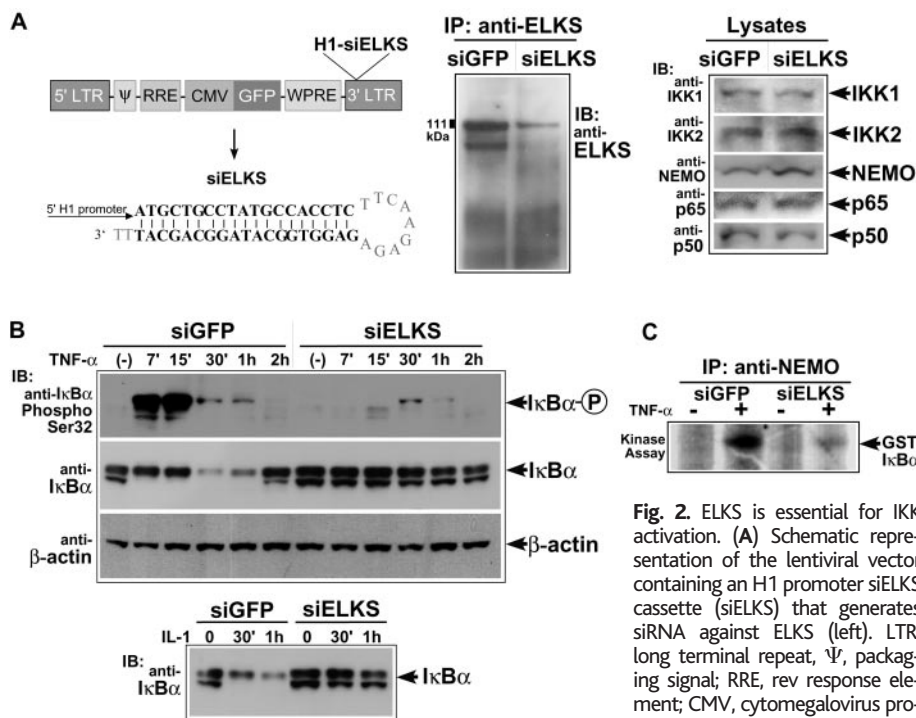 A
H1-siELKS
5' LTR Ψ RRE CMV GFP WPRE 3' LTR
siELKS
5' H1 promoter ATGCTGCCTATGCCACCTC TTCAAGAGA
3' TT TACGACGGATACGGTGGAG
IP: anti-ELKS
siGFP siELKS
111 kDa
IB: anti-ELKS
Lysates
siGFP siELKS
IB:
anti-IKK1 IKK1
anti-IKK2 IKK2
anti-NEMO NEMO
anti-p65 p65
anti-p50 p50
B
siGFP siELKS
TNF-α (-) 7' 15' 30' 1h 2h (-) 7' 15' 30' 1h 2h
IB:
anti-IκBα Phospho Ser32 IκBα-P
anti-IκBα IκBα
anti-β-actin β-actin
siGFP siELKS
IL-1 0 30' 1h 0 30' 1h
IB: anti-IκBα IκBα
C
IP: anti-NEMO
siGFP siELKS
TNF-α - + - +
Kinase Assay GST IκBα
Fig. 2. ELKS is essential for IKK
activation. (A) Schematic repre-
sentation of the lentiviral vector
containing an H1 promoter siELKS
cassette (siELKS) that generates
siRNA against ELKS (left). LTR,
long terminal repeat, Ψ, packag-
ing signal; RRE, rev response ele-
ment; CMV, cytomegalovirus pro-